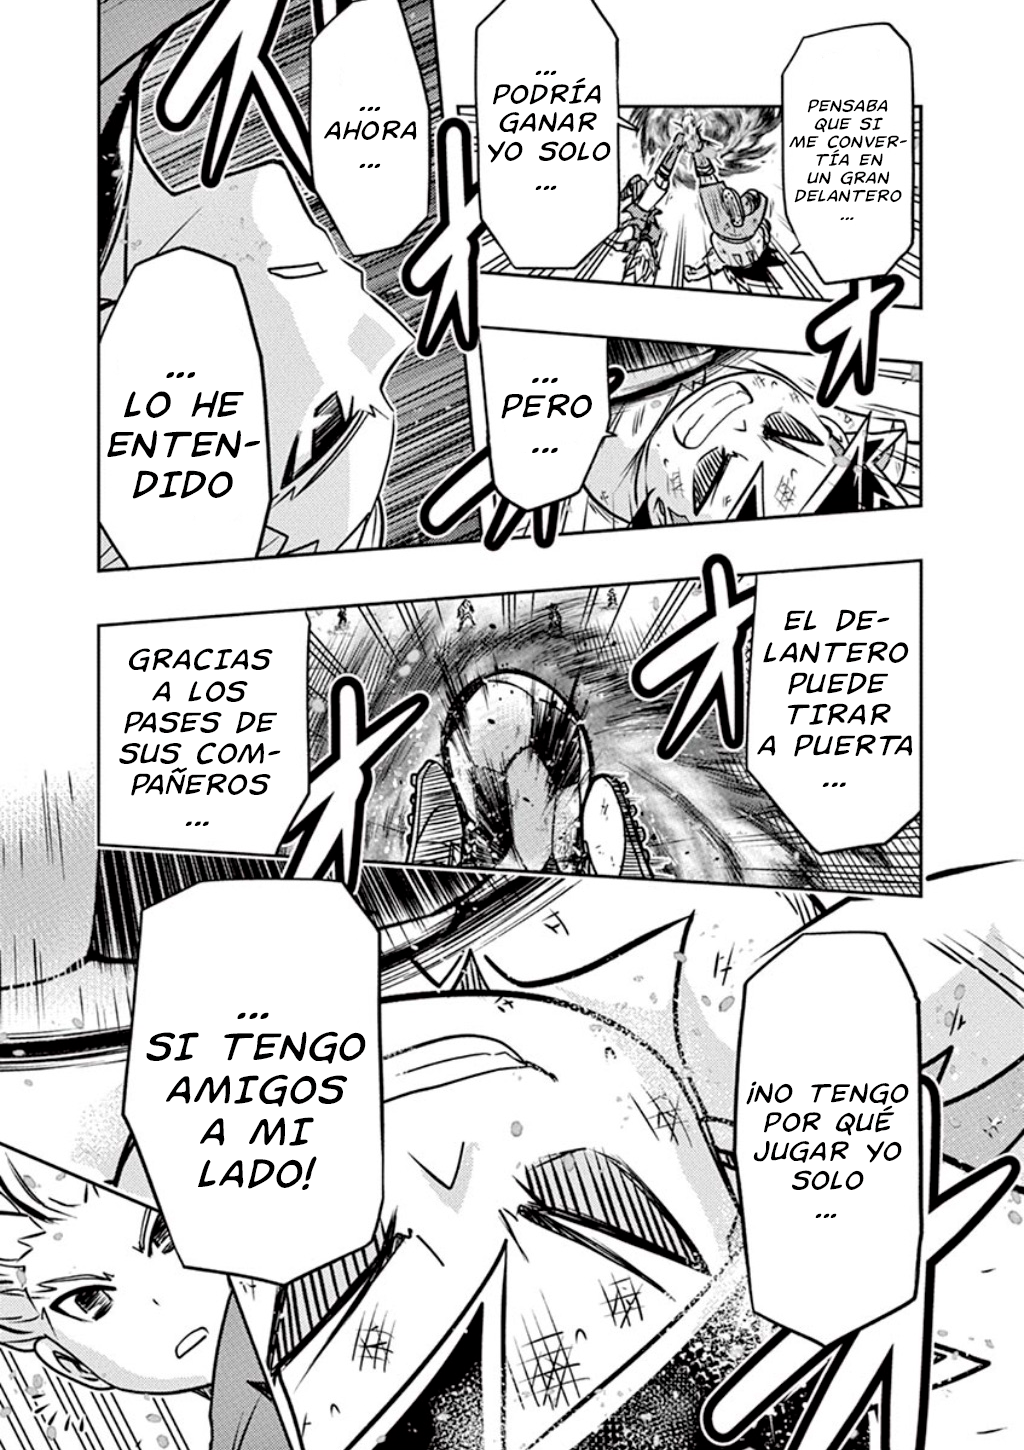 PENSABA
QUE SI
ME CONVER-
TÍA EN
UN GRAN
DELANTERO
...
...
PODRÍA
GANAR
YO SOLO
...
...
PERO
...
...
AHORA
...
...
LO HE
ENTEN-
DIDO
EL DE-
LANTERO
PUEDE
TIRAR
A PUERTA
...
GRACIAS
A LOS
PASES DE
SUS COM-
PAÑEROS
...
¡NO TENGO
POR QUÉ
JUGAR YO
SOLO
...
...
SI TENGO
AMIGOS
A MI
LADO!